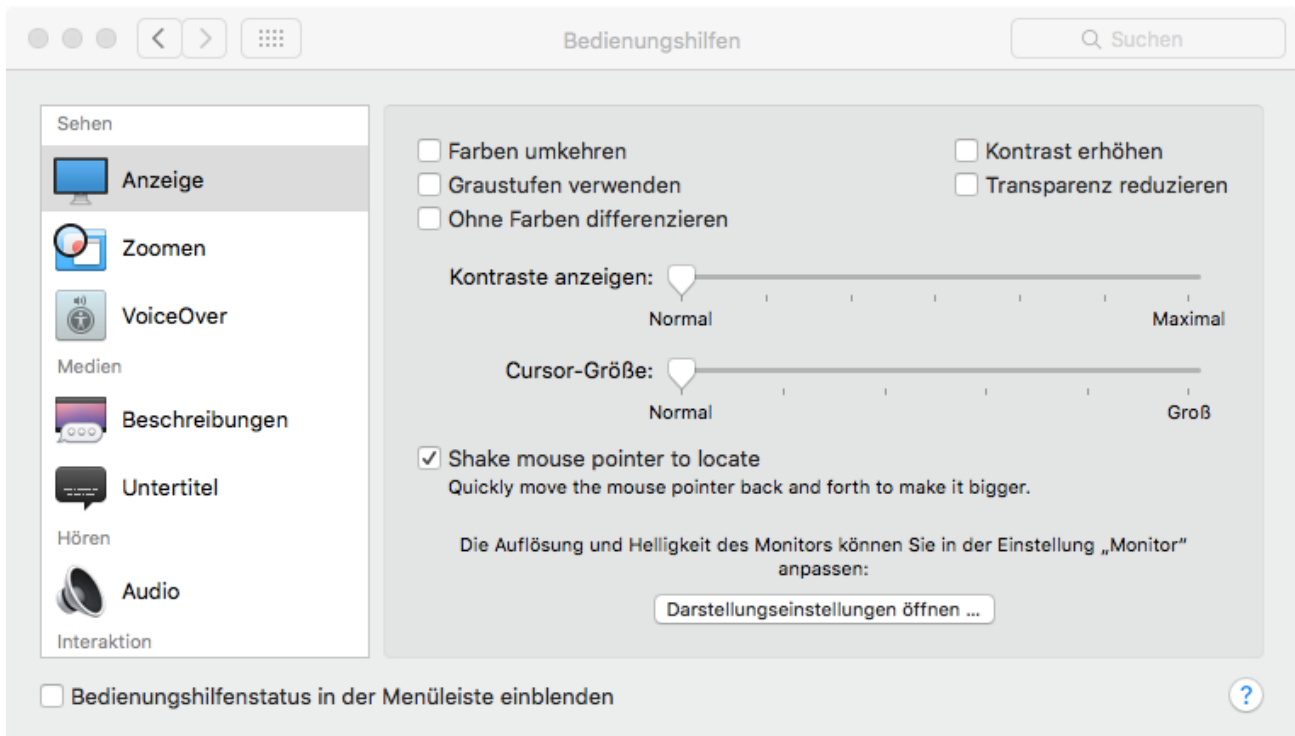 Bedienungshilfen
Suchen
Sehen
Anzeige
Zoomen
VoiceOver
Medien
Beschreibungen
Untertitel
Hören
Audio
Interaktion
Farben umkehren
Graustufen verwenden
Ohne Farben differenzieren
Kontrast erhöhen
Transparenz reduzieren
Kontraste anzeigen:
Normal
Maximal
Cursor-Größe:
Normal
Groß
Shake mouse pointer to locate
Quickly move the mouse pointer back and forth to make it bigger.
Die Auflösung und Helligkeit des Monitors können Sie in der Einstellung „Monitor“
anpassen:
Darstellungseinstellungen öffnen ...
Bedienungshilfenstatus in der Menüleiste einblenden
?